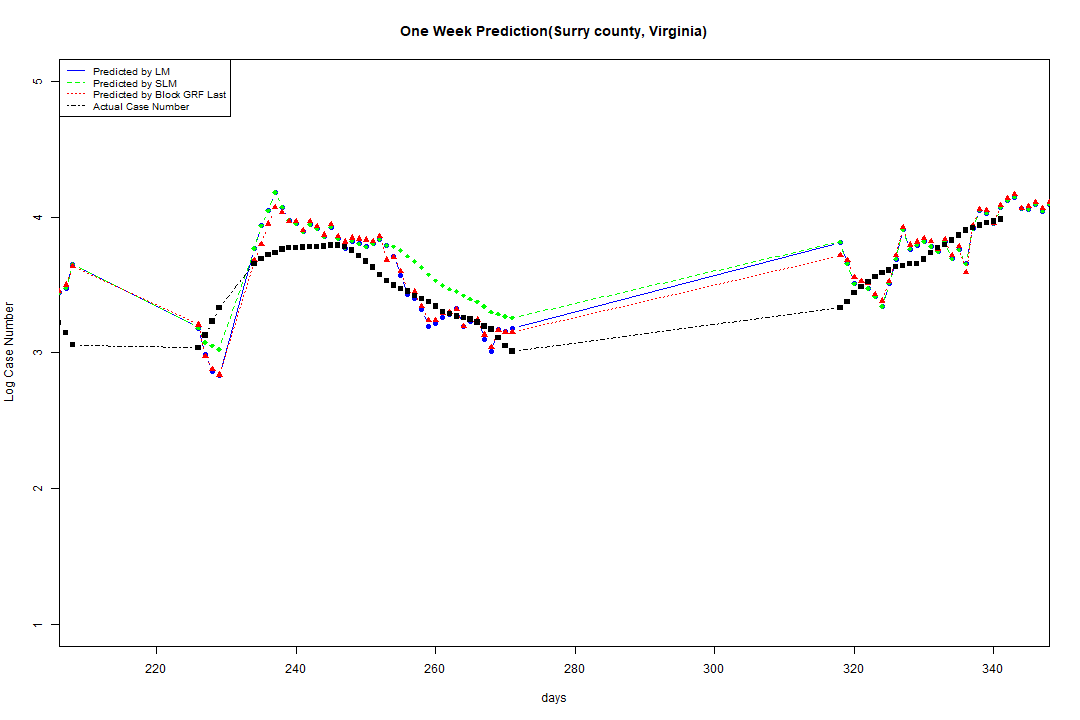 One Week Prediction(Surry county, Virginia)
Predicted by LM
Predicted by SLM
Predicted by Block GRF Last
Actual Case Number
Log Case Number
5
4
3
2
1
220 240 260 280 300 320 340
days